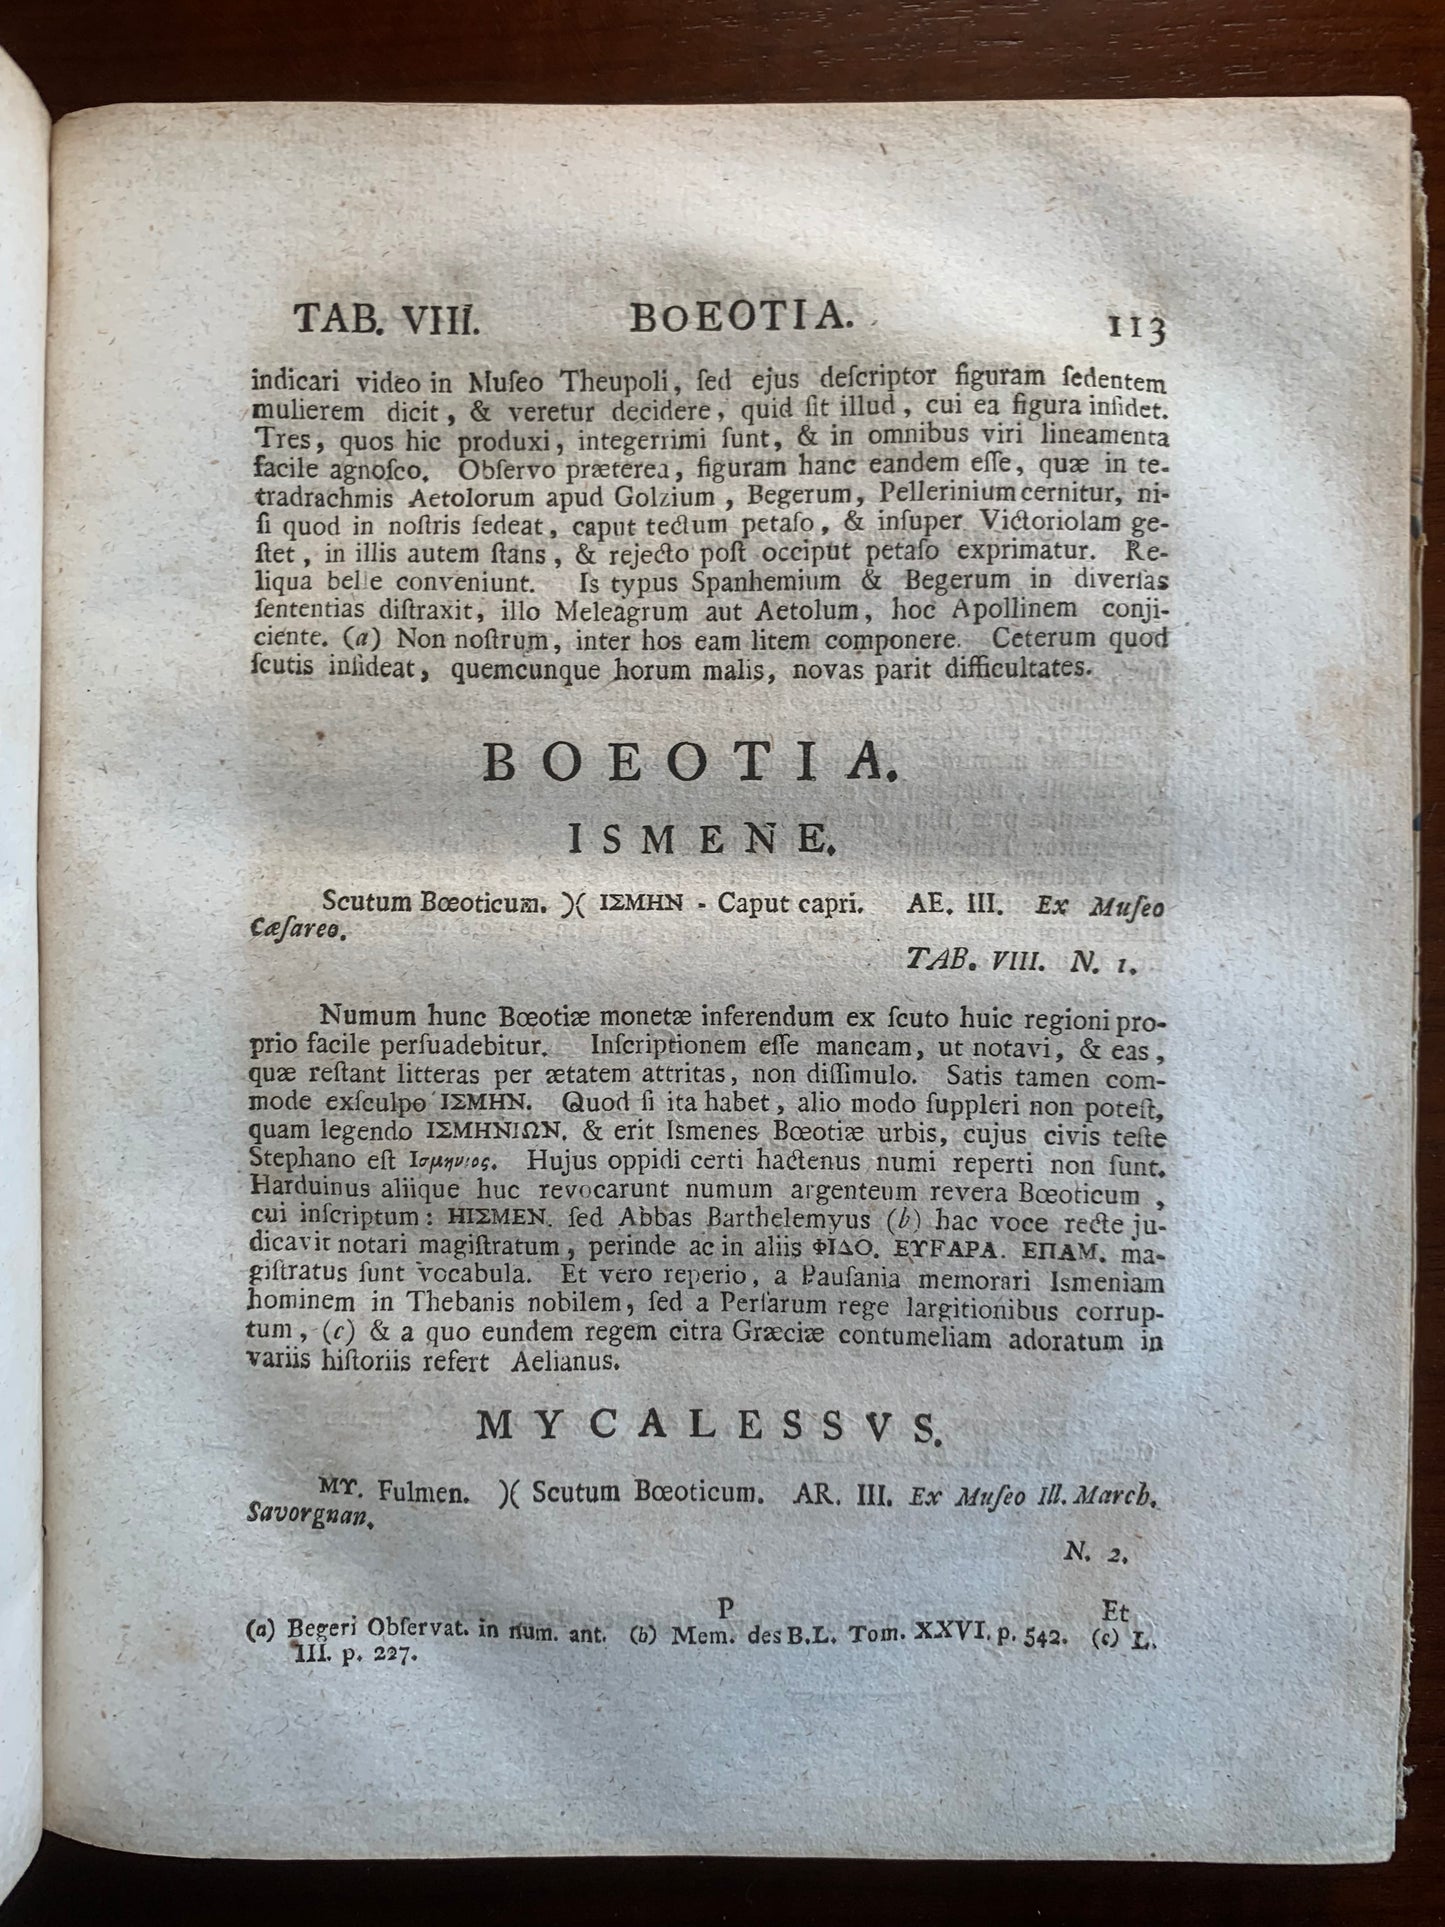 TAB. VIII. BOEOTIA. 113
indicari video in Muſeo Theupoli, ſed ejus deſcriptor figuram ſedentem
mulierem dicit, & veretur decidere, quid ſit illud, cui ea figura inſidet.
Tres, quos hic produxi, integerrimi ſunt, & in omnibus viri lineamenta
facile agnoſco. Obſervo præterea, figuram hanc eandem eſſe, quæ in te-
tradrachmis Aetolorum apud Golzium, Begerum, Pellerinium cernitur, ni-
ſi quod in noſtris ſedeat, caput tectum petaſo, & inſuper Victoriolam ge-
ſtet, in illis autem ſtans, & rejecto poſt occiput petaſo exprimatur. Re-
liqua belle conveniunt. Is typus Spanhemium & Begerum in diverſas
ſententias diſtraxit, illo Meleagrum aut Aetolum, hoc Apollinem conji-
ciente. (a) Non noſtrum, inter hos eam litem componere. Ceterum quod
ſcutis inſideat, quemcunque horum malis, novas parit difficultates.
BOEOTIA.
ISMENE.
Scutum Bœoticum. )( ΙΣΜΗΝ - Caput capri. AE. III. Ex Muſeo
Cæſareo.
TAB. VIII. N. 1.
Numum hunc Bœotiæ monetæ inferendum ex ſcuto huic regioni pro-
prio facile perſuadebitur. Inſcriptionem eſſe mancam, ut notavi, & eas,
quæ reſtant litteras per ætatem attritas, non diſſimulo. Satis tamen com-
mode exſculpo ΙΣΜΗΝ. Quod ſi ita habet, alio modo ſuppleri non poteſt,
quam legendo ΙΣΜΗΝΙΩΝ. & erit Ismenes Bœotiæ urbis, cujus civis teſte
Stephano eſt Ισμηνιος. Hujus oppidi certi hactenus numi reperti non ſunt.
Harduinus aliique huc revocarunt numum argenteum revera Bœoticum,
cui inſcriptum: ΗΙΣΜΕΝ. ſed Abbas Barthelemyus (b) hac voce recte ju-
dicavit notari magiſtratum, perinde ac in aliis ΦΙΔΟ. ΕΥFΑΡΑ. ΕΠΑΜ. ma-
giſtratus ſunt vocabula. Et vero reperio, a Pauſania memorari Ismeniam
hominem in Thebanis nobilem, ſed a Perſarum rege largitionibus corrup-
tum, (c) & a quo eundem regem citra Græciæ contumeliam adoratum in
variis hiſtoriis refert Aelianus.
MYCALESSVS.
ΜΥ. Fulmen. )( Scutum Bœoticum. AR. III. Ex Muſeo Ill. March.
Savorgnan.
N. 2.
P Et
(a) Begeri Obſervat. in num. ant. (b) Mem. des B.L. Tom. XXVI. p. 542. (c) L.
III. p. 227.